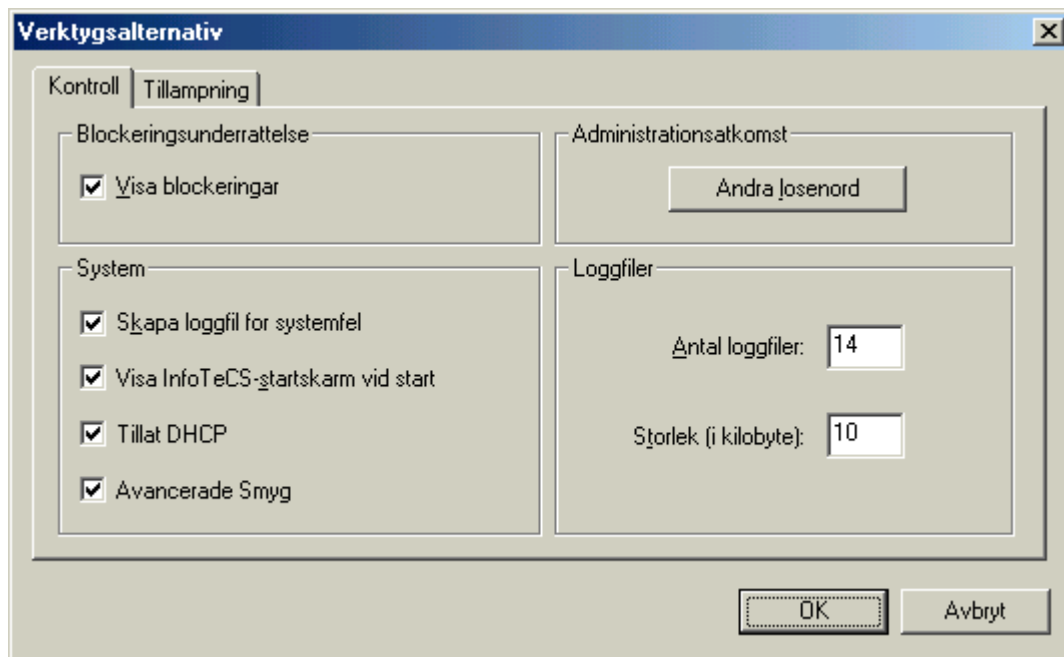 Verktygsalternativ
Kontroll
Tillampning
Blockeringsunderrattelse
Visa blockeringar
Administrationsatkomst
Andra losenord
System
Skapa loggfil for systemfel
Visa InfoTeCS-startskarm vid start
Tillat DHCP
Avancerade Smyg
Loggfiler
Antal loggfiler: 14
Storlek (i kilobyte): 10
OK
Avbryt